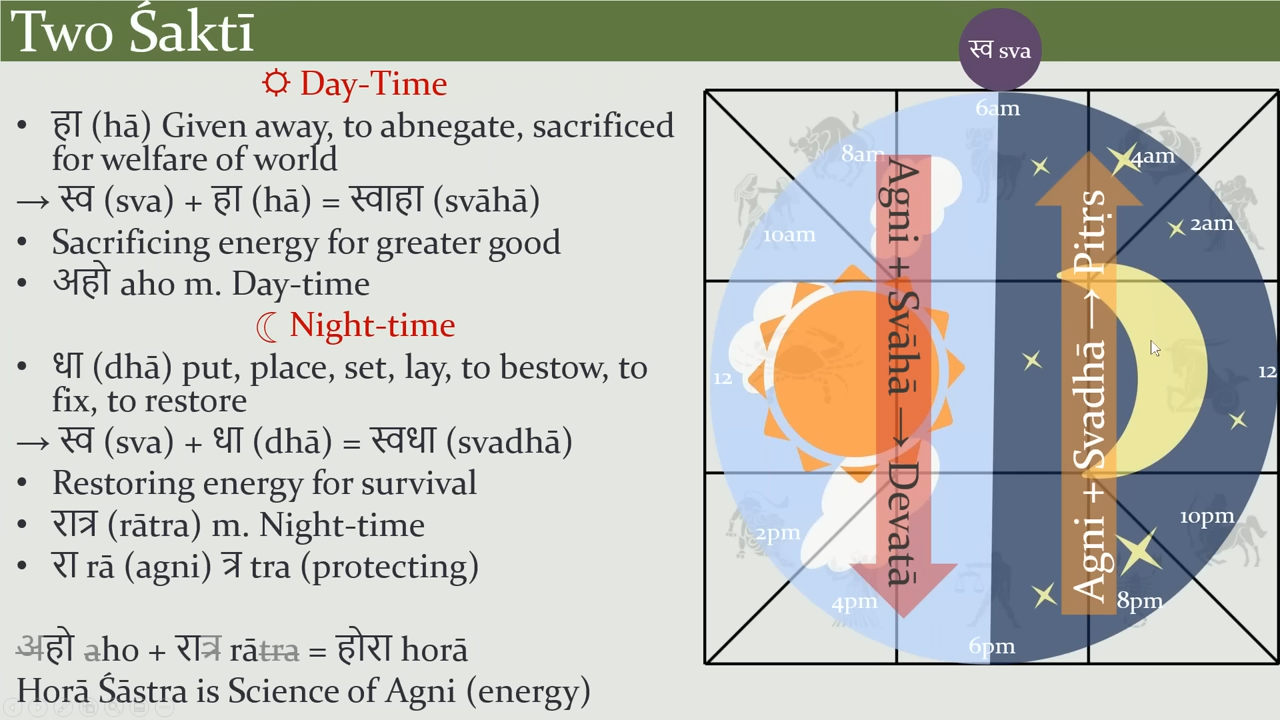 Two Śaktī
स्व sva
☼ Day-Time
• हा (hā) Given away, to abnegate, sacrificed
for welfare of world
→ स्व (sva) + हा (hā) = स्वाहा (svāhā)
• Sacrificing energy for greater good
• अहो aho m. Day-time
☾ Night-time
• धा (dhā) put, place, set, lay, to bestow, to
fix, to restore
→ स्व (sva) + धा (dhā) = स्वधा (svadhā)
• Restoring energy for survival
• रात्र (rātra) m. Night-time
• रा rā (agni) त्र tra (protecting)
अहो aho + रात्र rātra = होरा horā
Horā Śāstra is Science of Agni (energy)
6am
8am
4am
10am
2am
12
12
2pm
10pm
4pm
8pm
6pm
Agni + Svāhā → Devatā
Agni + Svadhā → Pitṛs